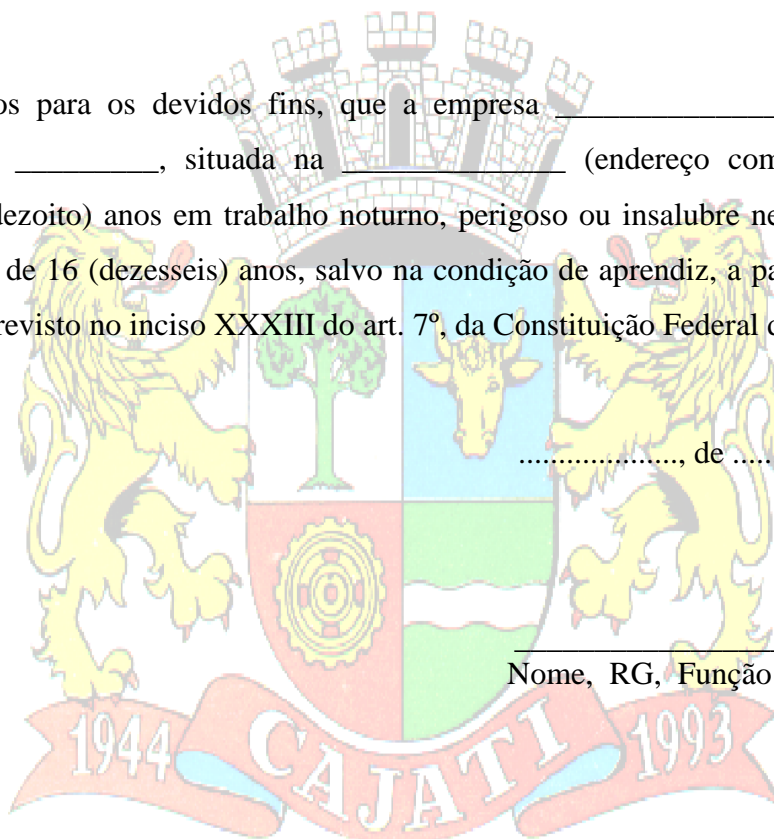 os para os devidos fins, que a empresa _______________
_________, situada na ______________ (endereço com
dezoito) anos em trabalho noturno, perigoso ou insalubre ne
de 16 (dezesseis) anos, salvo na condição de aprendiz, a pa
revisto no inciso XXXIII do art. 7º, da Constituição Federal d
...................., de .....
________________
Nome, RG, Função
1944 CAJATI 1993